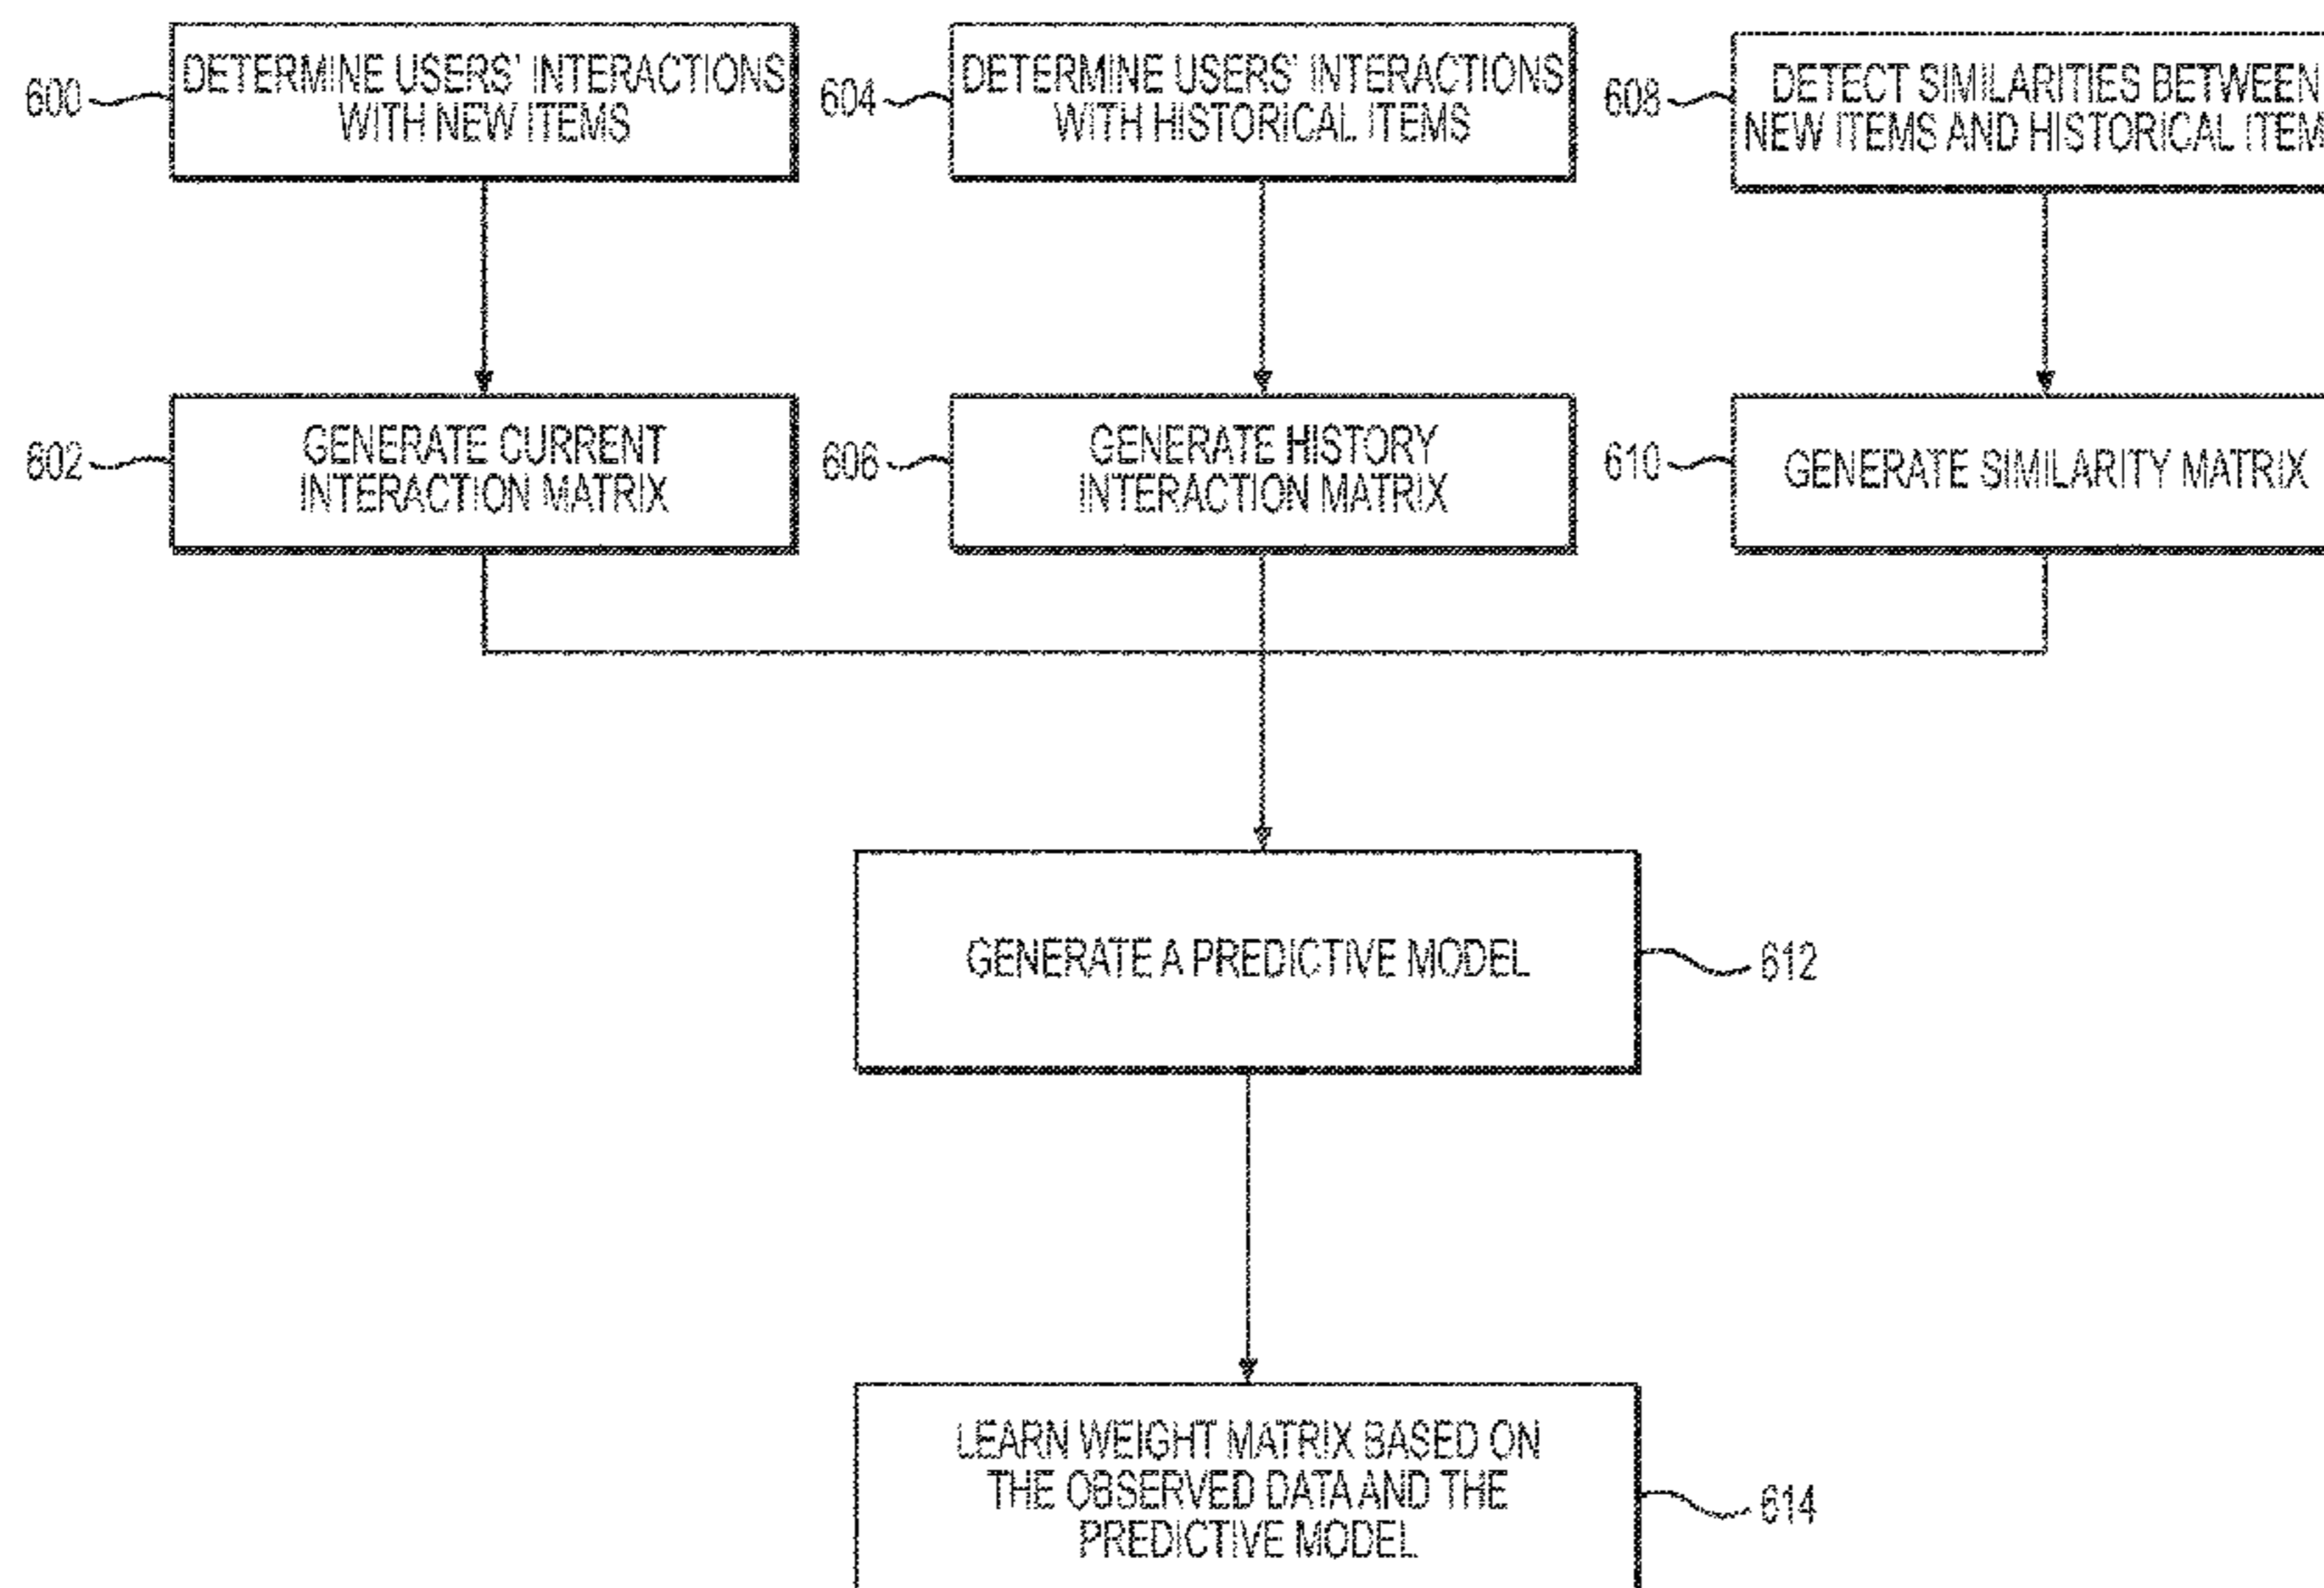 600
DETERMINE USERS' INTERACTIONS
WITH NEW ITEMS
604
DETERMINE USERS' INTERACTIONS
WITH HISTORICAL ITEMS
608
DETECT SIMILARITIES BETWEEN
NEW ITEMS AND HISTORICAL ITEM
602
GENERATE CURRENT
INTERACTION MATRIX
606
GENERATE HISTORY
INTERACTION MATRIX
610
GENERATE SIMILARITY MATRIX
GENERATE A PREDICTIVE MODEL
612
LEARN WEIGHT MATRIX BASED ON
THE OBSERVED DATA AND THE
PREDICTIVE MODEL
614